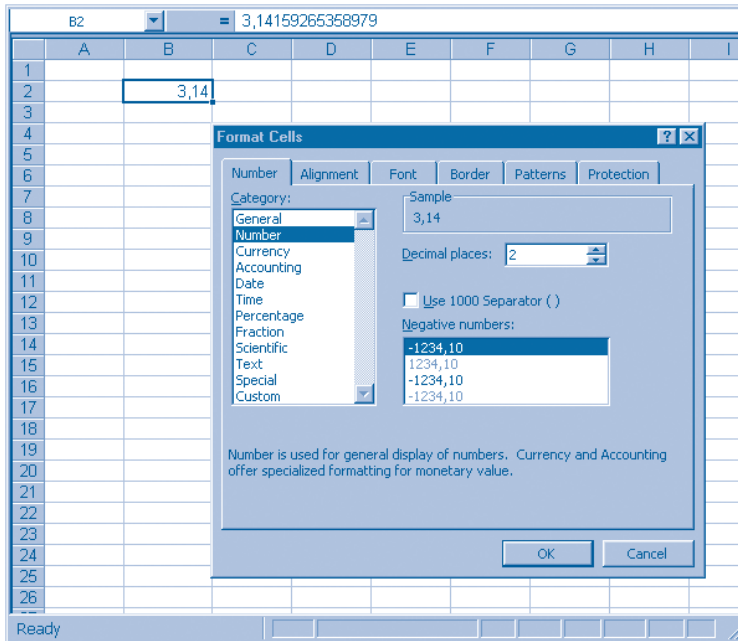 B2 = 3,14159265358979
A B C D E F G H I
1
2 3,14
3
4
5
6
7
8
9
10
11
12
13
14
15
16
17
18
19
20
21
22
23
24
25
26
Format Cells ? X
Number Alignment Font Border Patterns Protection
Category:
General
Number
Currency
Accounting
Date
Time
Percentage
Fraction
Scientific
Text
Special
Custom
Sample
3,14
Decimal places: 2
Use 1000 Separator ( )
Negative numbers:
-1234,10
1234,10
-1234,10
-1234,10
Number is used for general display of numbers. Currency and Accounting
offer specialized formatting for monetary value.
OK Cancel
Ready